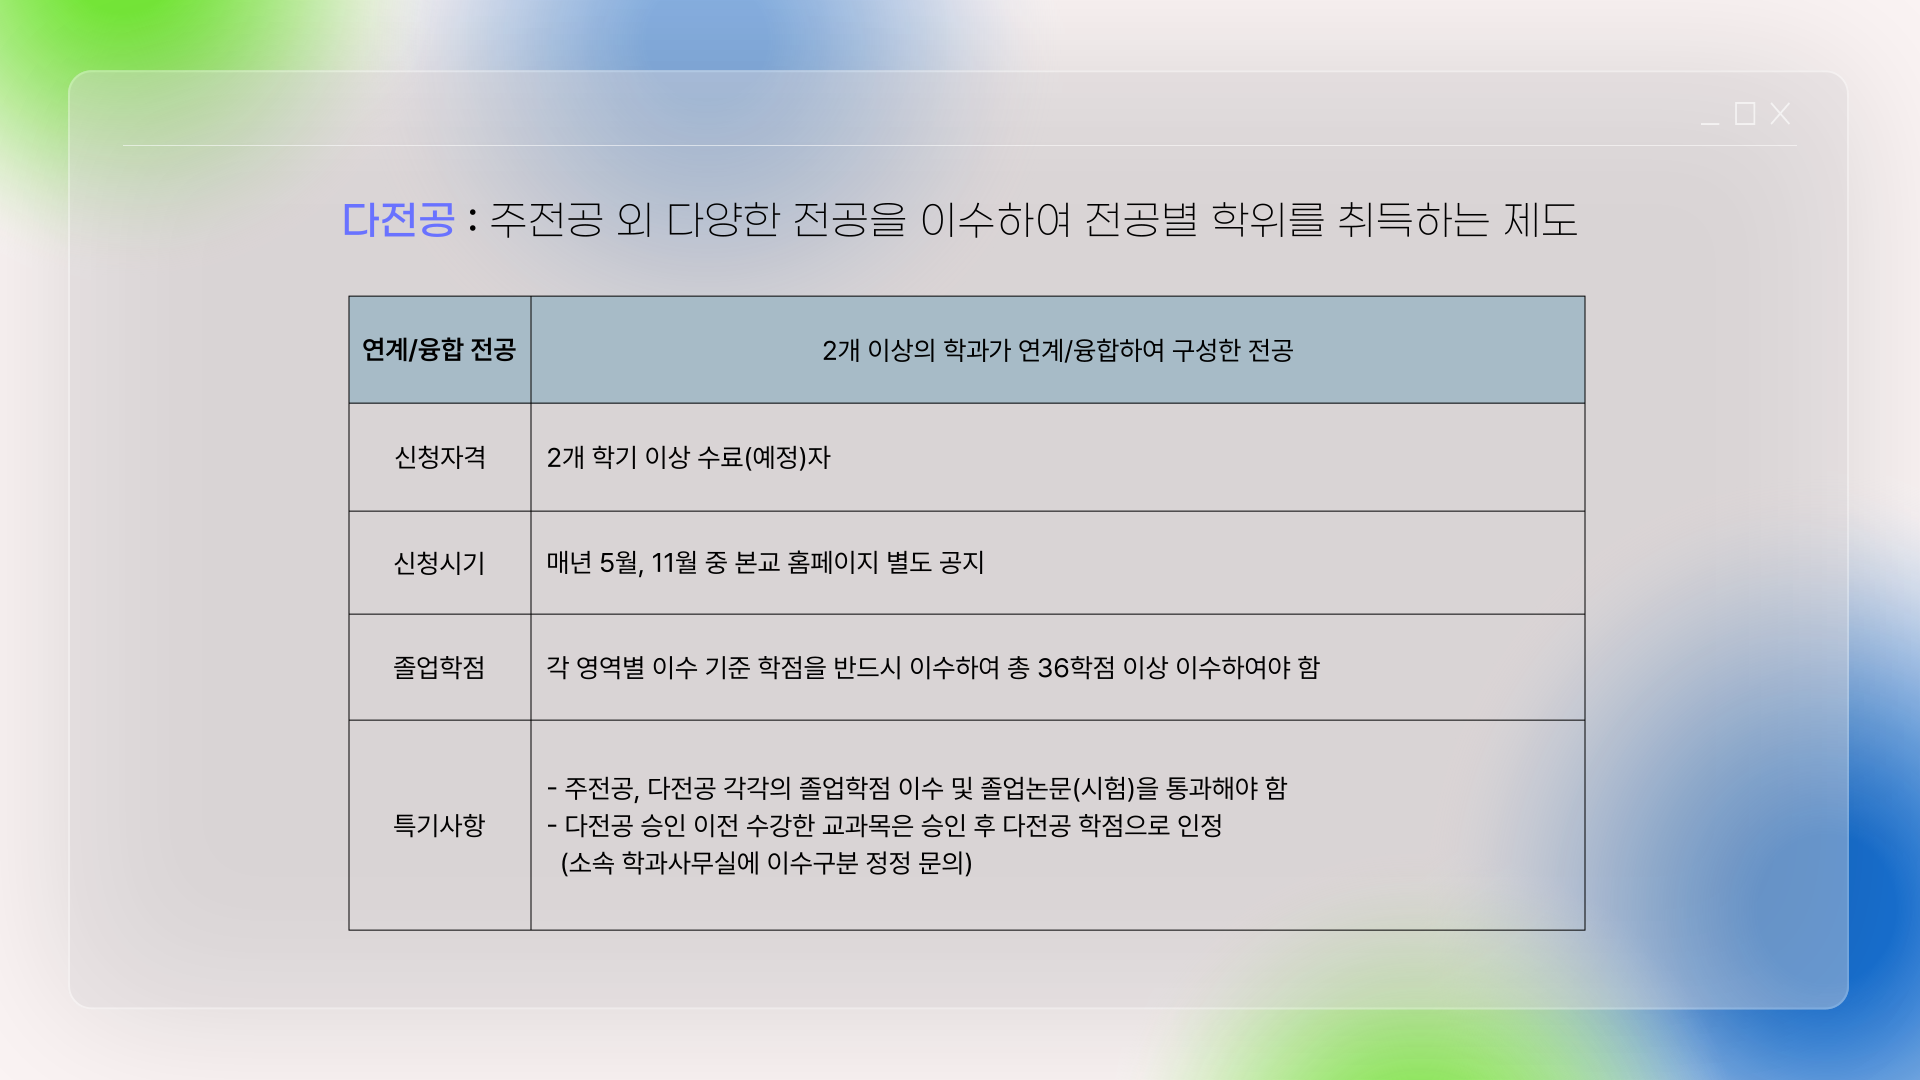 다전공 : 주전공 외 다양한 전공을 이수하여 전공별 학위를 취득하는 제도
연계/융합 전공
2개 이상의 학과가 연계/융합하여 구성한 전공
신청자격
2개 학기 이상 수료(예정)자
신청시기
매년 5월, 11월 중 본교 홈페이지 별도 공지
졸업학점
각 영역별 이수 기준 학점을 반드시 이수하여 총 36학점 이상 이수하여야 함
특기사항
- 주전공, 다전공 각각의 졸업학점 이수 및 졸업논문(시험)을 통과해야 함
- 다전공 승인 이전 수강한 교과목은 승인 후 다전공 학점으로 인정
(소속 학과사무실에 이수구분 정정 문의)